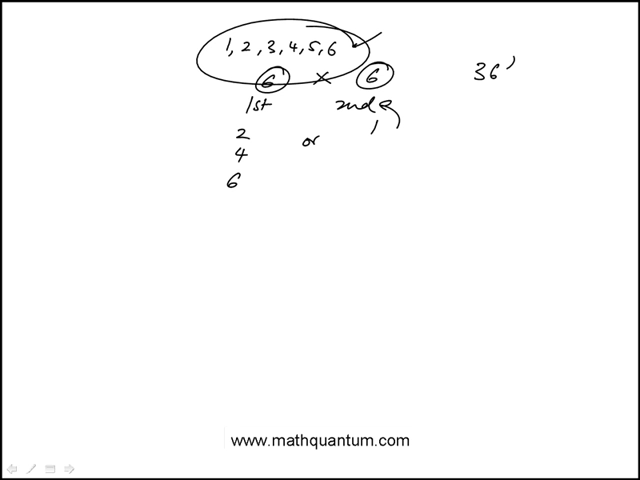 1, 2, 3, 4, 5, 6
6 × 6 36
1st 2nd
2 or 1
4
6
www.mathquantum.com